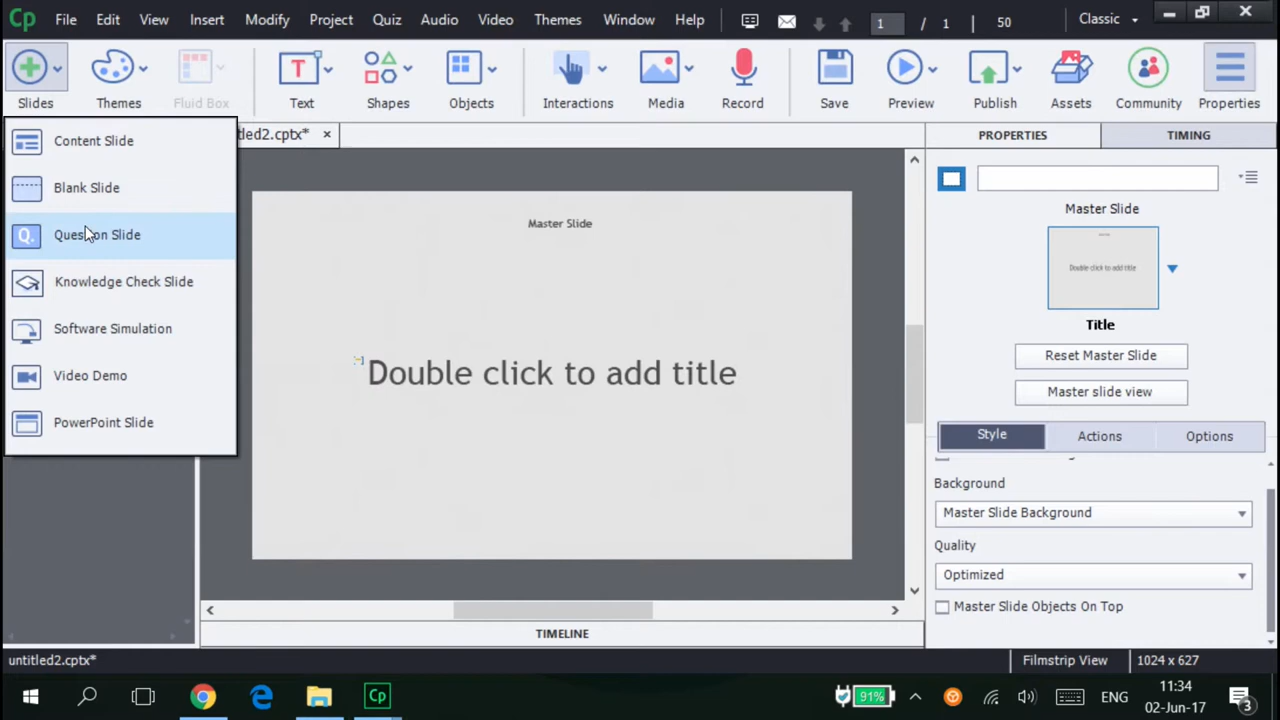 Cp File Edit View Insert Modify Project Quiz Audio Video Themes Window Help 1 / 1 50 Classic
Slides Themes Fluid Box Text Shapes Objects Interactions Media Record Save Preview Publish Assets Community Properties
Content Slide
Blank Slide
Q. Question Slide
Knowledge Check Slide
Software Simulation
Video Demo
PowerPoint Slide
tled2.cptx* ×
Master Slide
Double click to add title
TIMELINE
PROPERTIES TIMING
Master Slide
Double click to add title
Title
Reset Master Slide
Master slide view
Style Actions Options
Background
Master Slide Background
Quality
Optimized
Master Slide Objects On Top
untitled2.cptx* Filmstrip View 1024 x 627
Cp 91% ENG 11:34
02-Jun-17 3